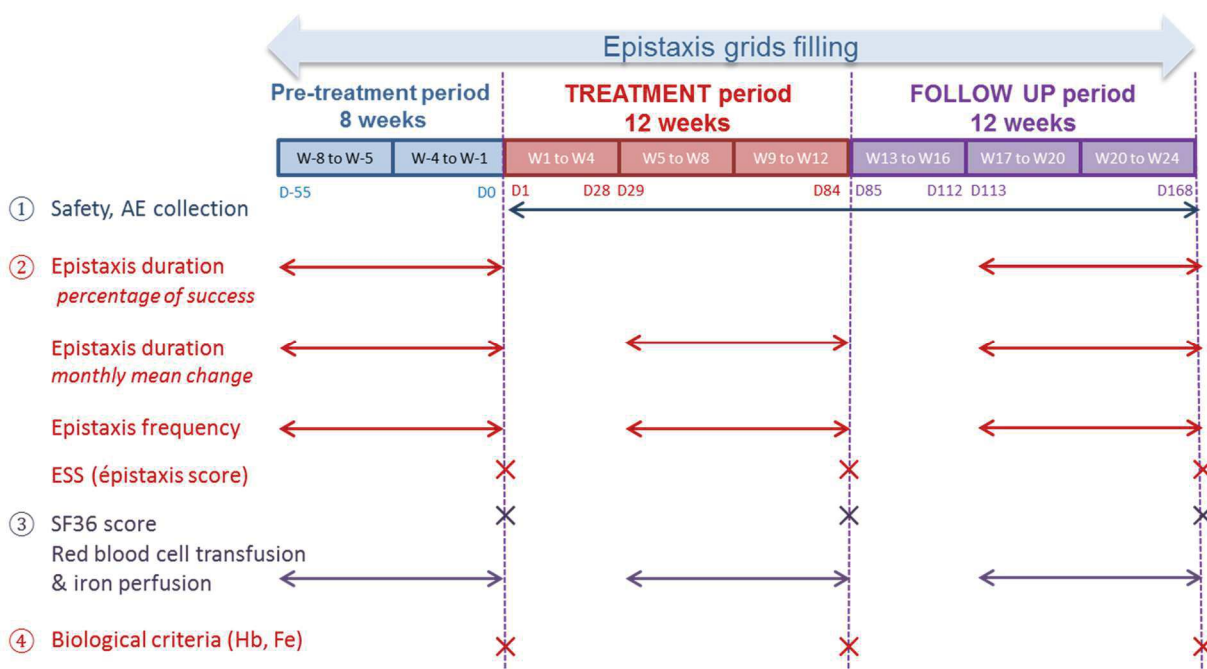 Epistaxis grids filling
Pre-treatment period
8 weeks
TREATMENT period
12 weeks
FOLLOW UP period
12 weeks
W-8 to W-5 W-4 to W-1 W1 to W4 W5 to W8 W9 to W12 W13 to W16 W17 to W20 W20 to W24
D-55 D0 D1 D28 D29 D84 D85 D112 D113 D168
① Safety, AE collection
② Epistaxis duration
percentage of success
Epistaxis duration
monthly mean change
Epistaxis frequency
ESS (épistaxis score)
③ SF36 score
Red blood cell transfusion
& iron perfusion
④ Biological criteria (Hb, Fe)